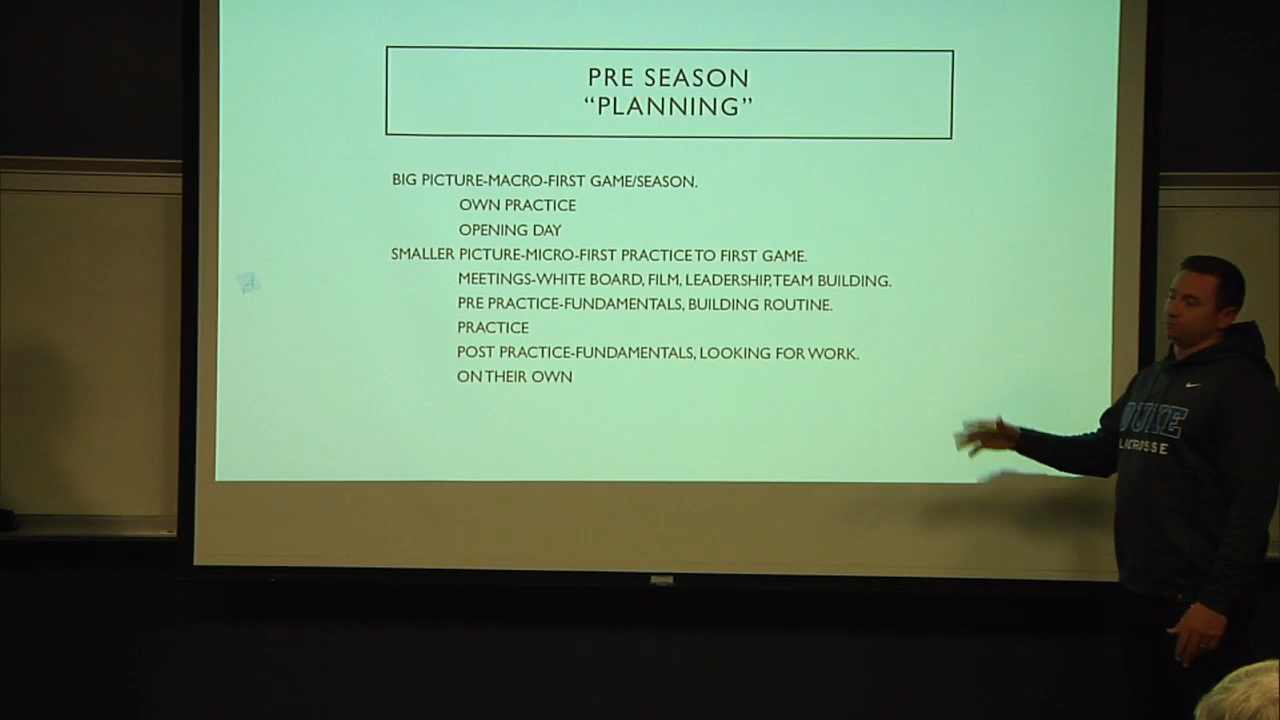 PRE SEASON
“PLANNING”
BIG PICTURE-MACRO-FIRST GAME/SEASON.
OWN PRACTICE
OPENING DAY
SMALLER PICTURE-MICRO-FIRST PRACTICE TO FIRST GAME.
MEETINGS-WHITE BOARD, FILM, LEADERSHIP, TEAM BUILDING.
PRE PRACTICE-FUNDAMENTALS, BUILDING ROUTINE.
PRACTICE
POST PRACTICE-FUNDAMENTALS, LOOKING FOR WORK.
ON THEIR OWN
DUKE
LACROSSE